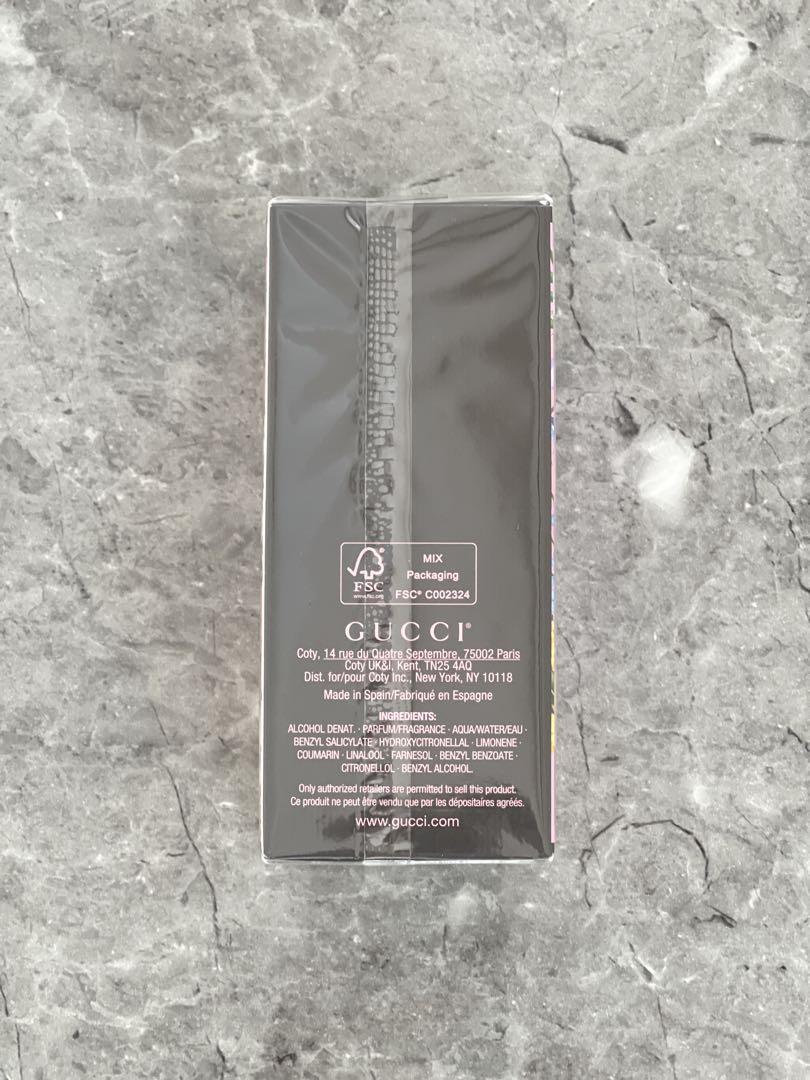 MIX
Packaging
FSC
www.fsc.org
FSC® C002324
GUCCI®
Coty, 14 rue du Quatre Septembre, 75002 Paris
Coty UK&I, Kent, TN25 4AQ
Dist. for/pour Coty Inc., New York, NY 10118
Made in Spain/Fabriqué en Espagne
INGREDIENTS:
ALCOHOL DENAT. · PARFUM/FRAGRANCE · AQUA/WATER/EAU ·
BENZYL SALICYLATE · HYDROXYCITRONELLAL · LIMONENE ·
COUMARIN · LINALOOL · FARNESOL · BENZYL BENZOATE ·
CITRONELLOL · BENZYL ALCOHOL.
Only authorized retailers are permitted to sell this product.
Ce produit ne peut être vendu que par les dépositaires agréés.
www.gucci.com